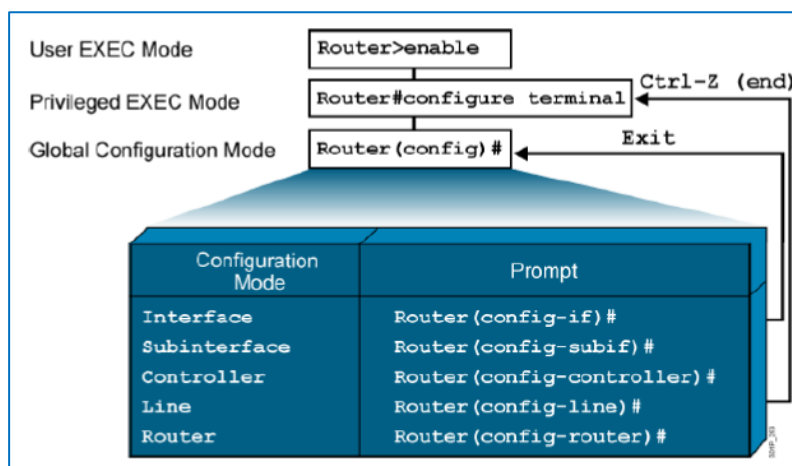 User EXEC Mode
Router>enable
Ctrl-Z (end)
Privileged EXEC Mode
Router#configure terminal
Exit
Global Configuration Mode
Router(config)#
Configuration Mode
Prompt
Interface
Router(config-if)#
Subinterface
Router(config-subif)#
Controller
Router(config-controller)#
Line
Router(config-line)#
Router
Router(config-router)#